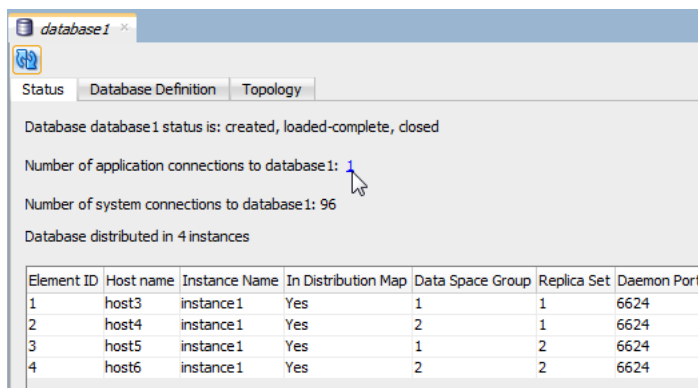 database1
Status Database Definition Topology
Database database1 status is: created, loaded-complete, closed
Number of application connections to database1: 1
Number of system connections to database1: 96
Database distributed in 4 instances
Element ID Host name Instance Name In Distribution Map Data Space Group Replica Set Daemon Port
1 host3 instance1 Yes 1 1 6624
2 host4 instance1 Yes 2 1 6624
3 host5 instance1 Yes 1 2 6624
4 host6 instance1 Yes 2 2 6624